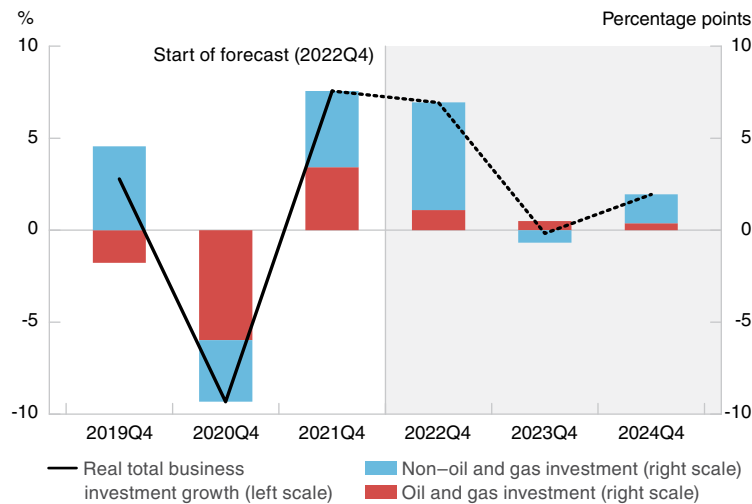 % Percentage points
10 Start of forecast (2022Q4) 10
5 5
0 0
-5 -5
-10 -10
2019Q4 2020Q4 2021Q4 2022Q4 2023Q4 2024Q4
Real total business
investment growth (left scale)
Non–oil and gas investment (right scale)
Oil and gas investment (right scale)